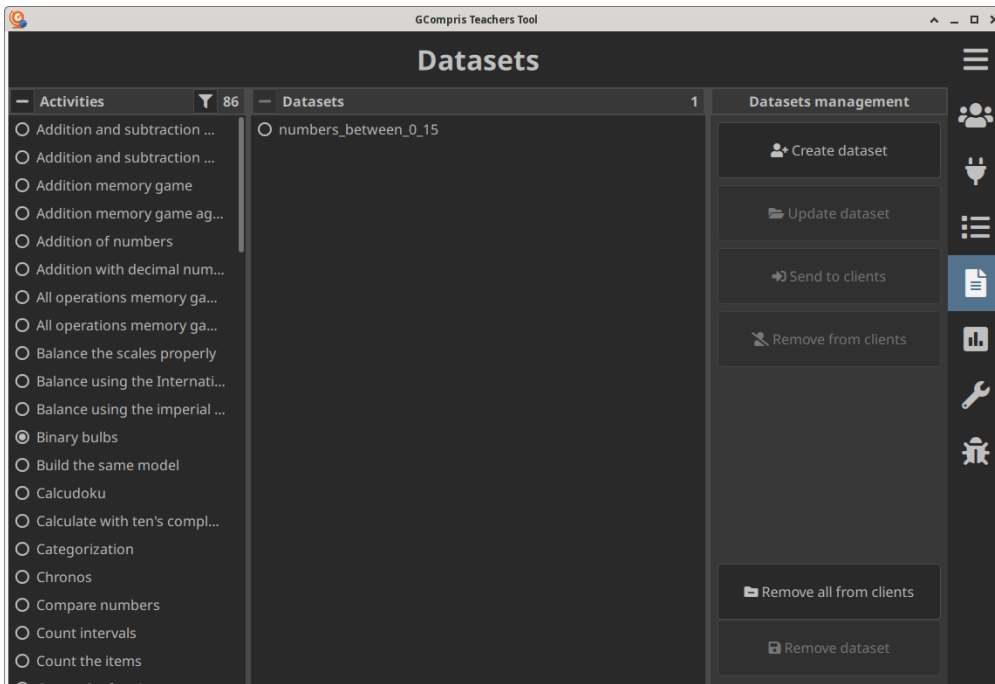 GCompris Teachers Tool
Datasets
Activities 86
Addition and subtraction ...
Addition and subtraction ...
Addition memory game
Addition memory game ag...
Addition of numbers
Addition with decimal num...
All operations memory ga...
All operations memory ga...
Balance the scales properly
Balance using the Internati...
Balance using the imperial ...
Binary bulbs
Build the same model
Calcudoku
Calculate with ten's compl...
Categorization
Chronos
Compare numbers
Count intervals
Count the items
Datasets 1
numbers_between_0_15
Datasets management
Create dataset
Update dataset
Send to clients
Remove from clients
Remove all from clients
Remove dataset